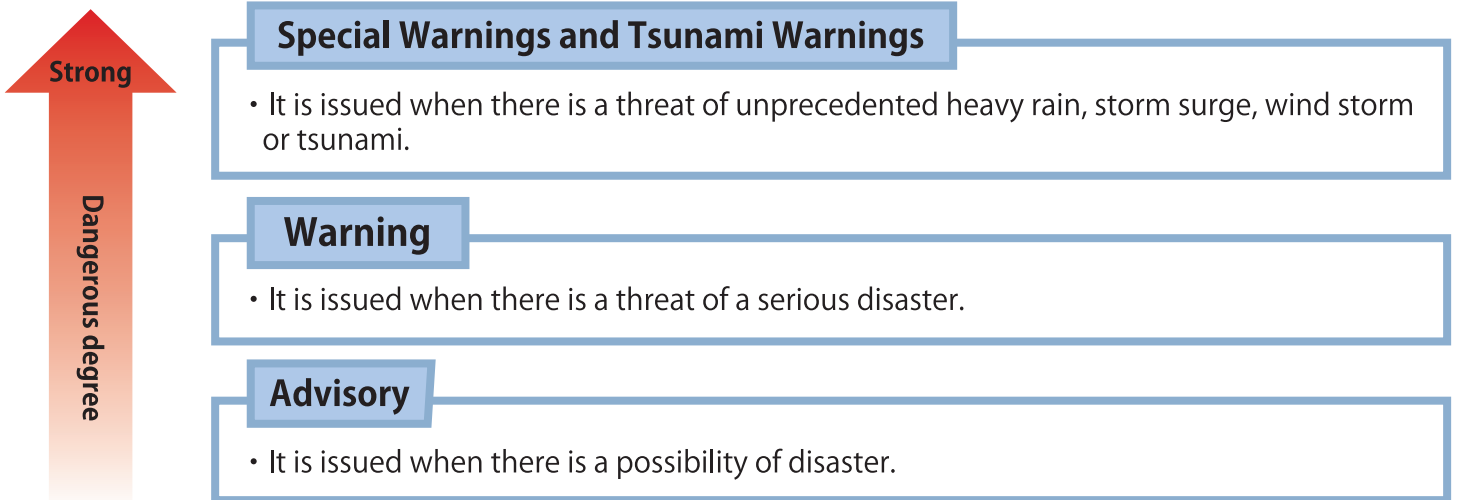 Strong
Dangerous degree
Special Warnings and Tsunami Warnings
・It is issued when there is a threat of unprecedented heavy rain, storm surge, wind storm
or tsunami.
Warning
・It is issued when there is a threat of a serious disaster.
Advisory
・It is issued when there is a possibility of disaster.